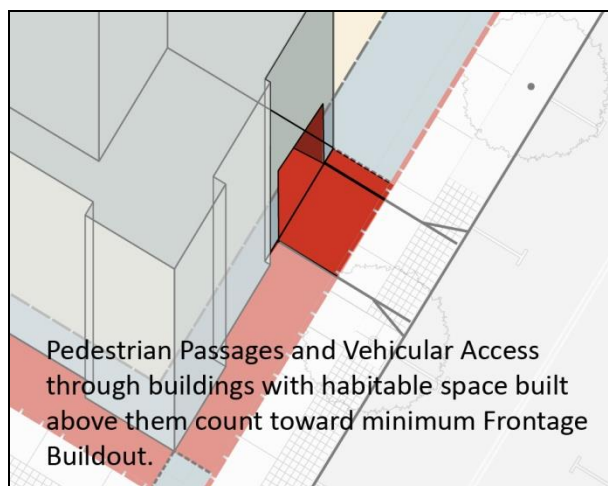 Pedestrian Passages and Vehicular Access
through buildings with habitable space built
above them count toward minimum Frontage
Buildout.